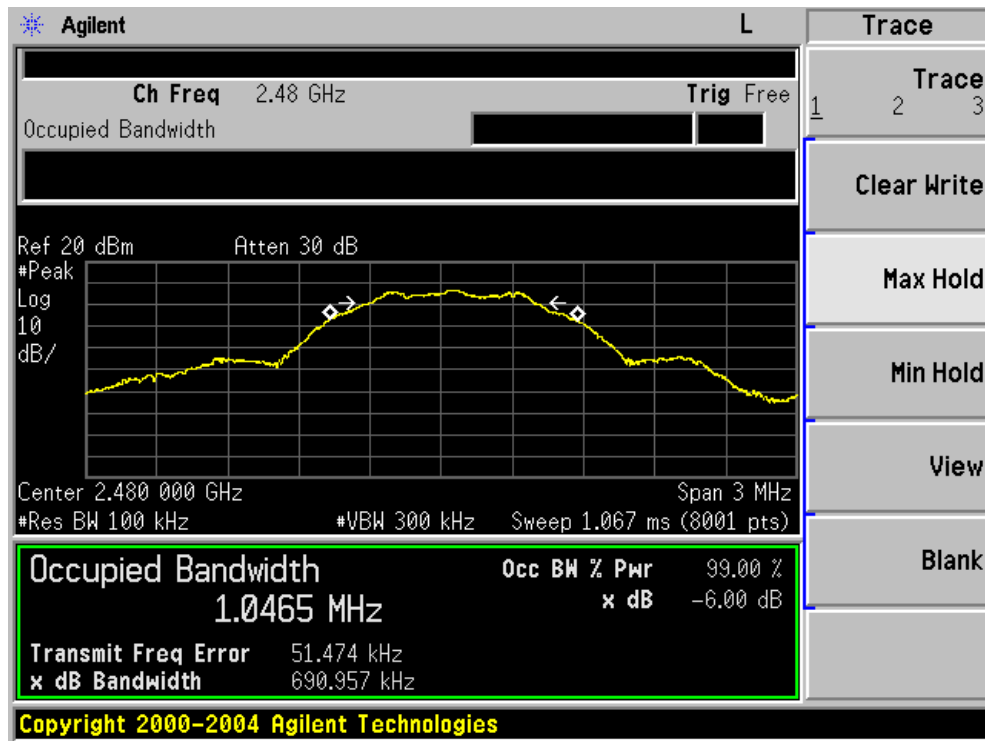 Agilent L Trace
Ch Freq 2.48 GHz Trig Free
Occupied Bandwidth
Trace
1 2 3
Clear Write
Ref 20 dBm Atten 30 dB
#Peak
Log
10
dB/
Max Hold
Min Hold
View
Center 2.480 000 GHz Span 3 MHz
#Res BW 100 kHz #VBW 300 kHz Sweep 1.067 ms (8001 pts)
Blank
Occupied Bandwidth Occ BW % Pwr 99.00 %
1.0465 MHz x dB -6.00 dB
Transmit Freq Error 51.474 kHz
x dB Bandwidth 690.957 kHz
Copyright 2000-2004 Agilent Technologies